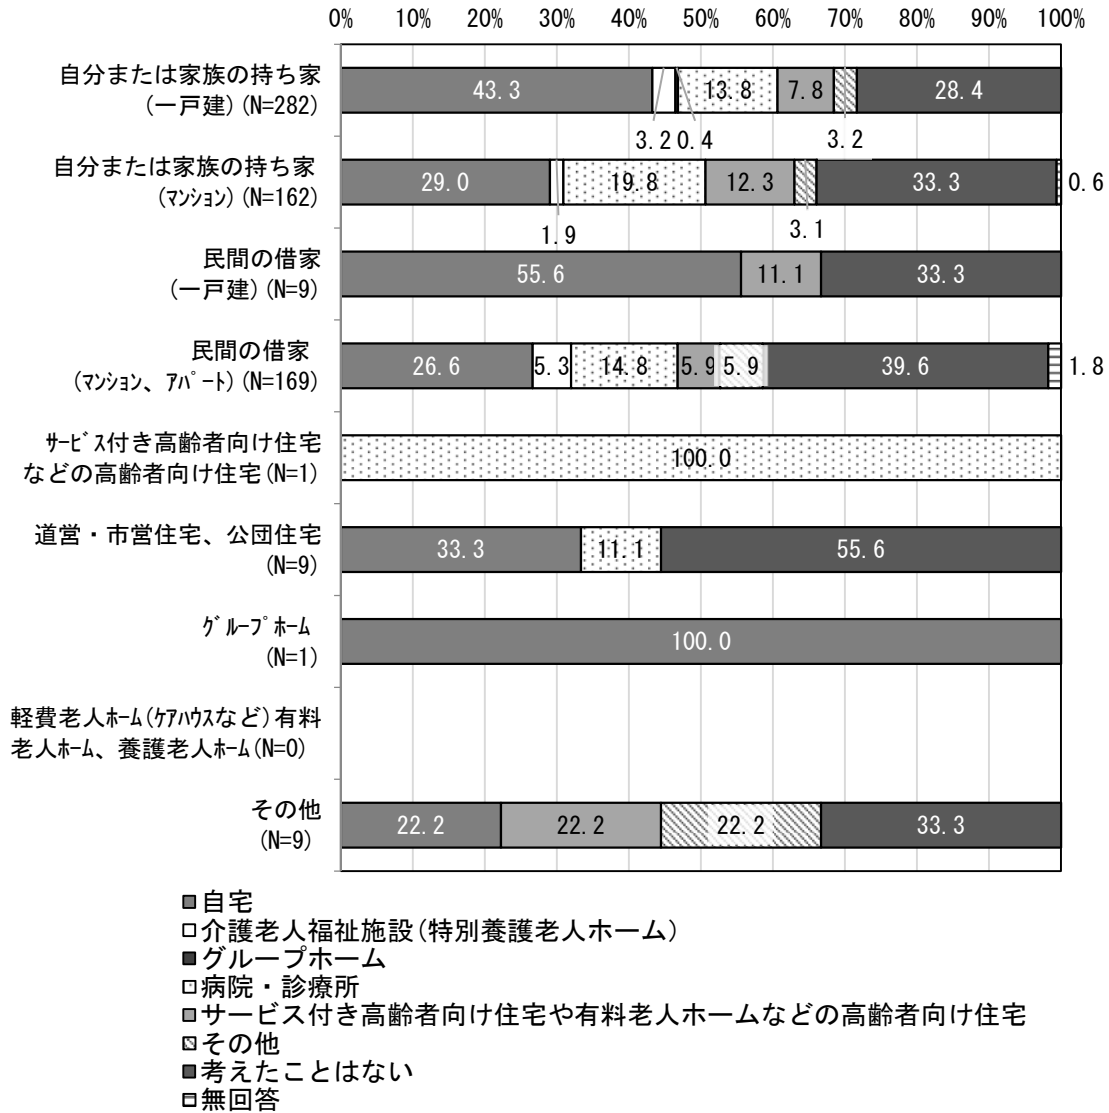 0% 10% 20% 30% 40% 50% 60% 70% 80% 90% 100%
自分または家族の持ち家
(一戸建)(N=282)
43.3 13.8 7.8 28.4
3.2 0.4 3.2
自分または家族の持ち家
(ﾏﾝｼｮﾝ)(N=162)
29.0 19.8 12.3 33.3 0.6
1.9 3.1
民間の借家
(一戸建)(N=9)
55.6 11.1 33.3
民間の借家
(ﾏﾝｼｮﾝ、ｱﾊﾟｰﾄ)(N=169)
26.6 5.3 14.8 5.9 5.9 39.6 1.8
ｻｰﾋﾞｽ付き高齢者向け住宅
などの高齢者向け住宅(N=1)
100.0
道営・市営住宅、公団住宅
(N=9)
33.3 11.1 55.6
ｸﾞﾙｰﾌﾟﾎｰﾑ
(N=1)
100.0
軽費老人ﾎｰﾑ(ｹｱﾊｳｽなど)有料
老人ﾎｰﾑ、養護老人ﾎｰﾑ(N=0)
その他
(N=9)
22.2 22.2 22.2 33.3
自宅
介護老人福祉施設(特別養護老人ホーム)
グループホーム
病院・診療所
サービス付き高齢者向け住宅や有料老人ホームなどの高齢者向け住宅
その他
考えたことはない
無回答